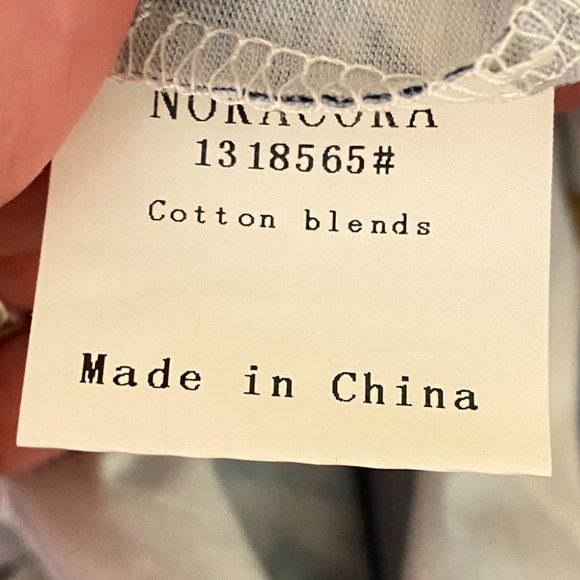 NORACORA
1318565#
Cotton blends
Made in China